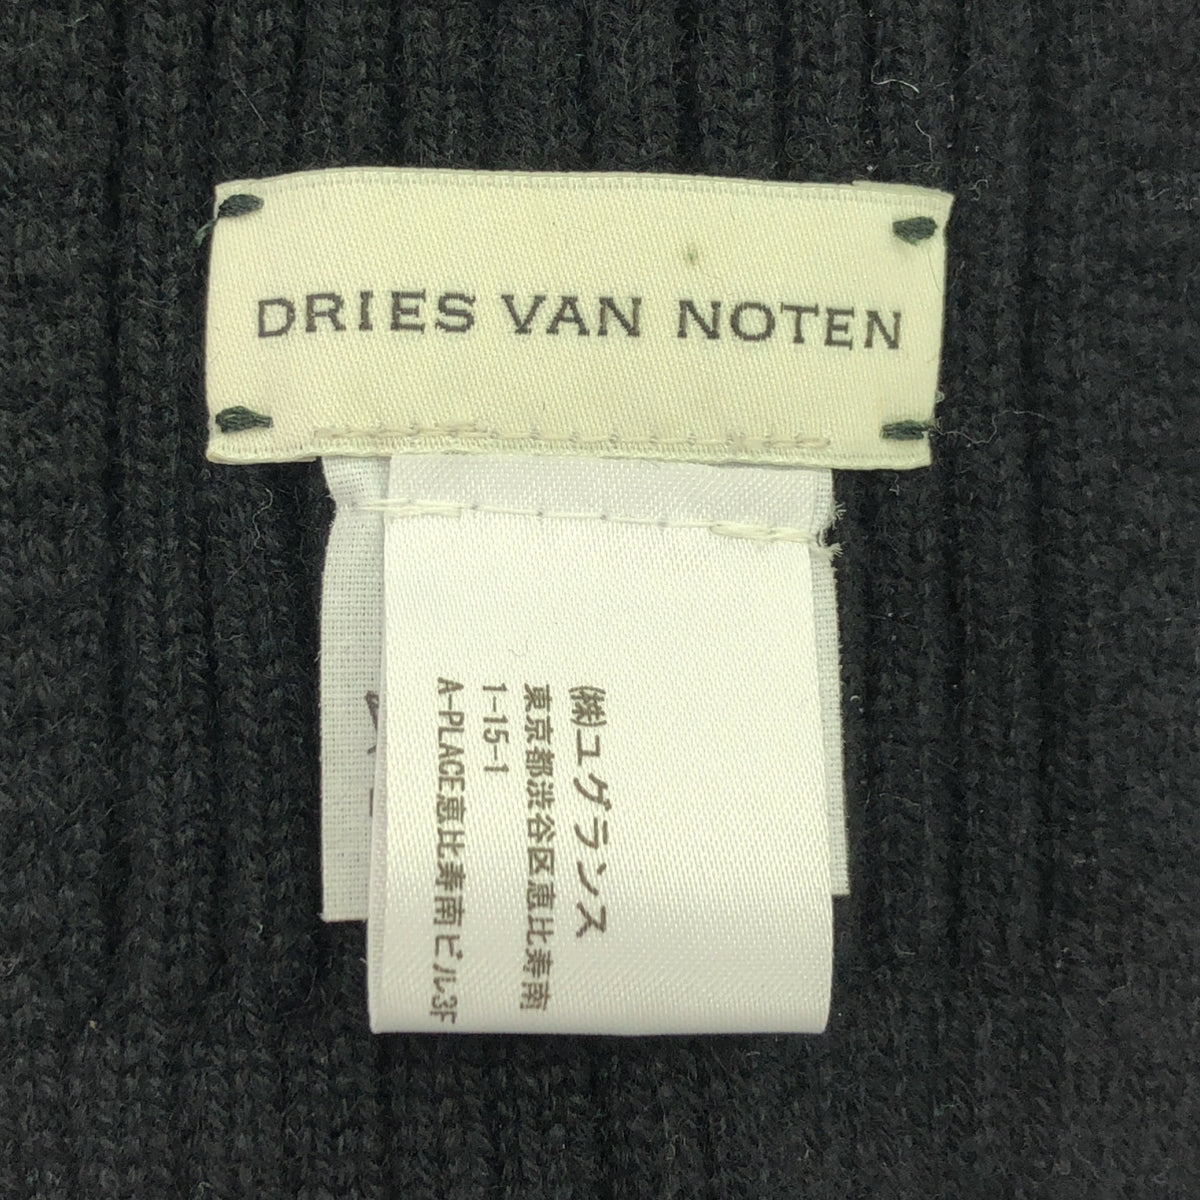 DRIES VAN NOTEN
㈱ユグランス
東京都渋谷区恵比寿南
1-15-1
A-PLACE恵比寿南ビル3F